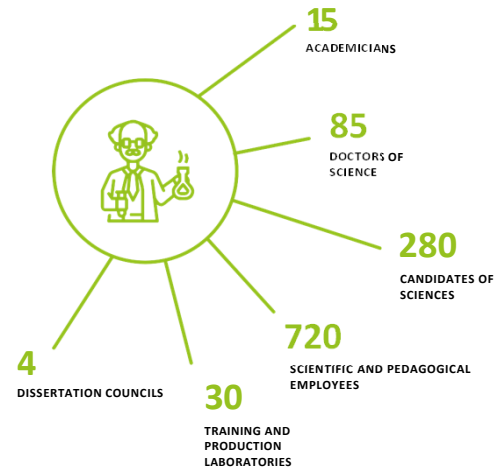 15
ACADEMICIANS
85
DOCTORS OF
SCIENCE
280
CANDIDATES OF
SCIENCES
720
SCIENTIFIC AND PEDAGOGICAL
EMPLOYEES
4
DISSERTATION COUNCILS
30
TRAINING AND
PRODUCTION
LABORATORIES